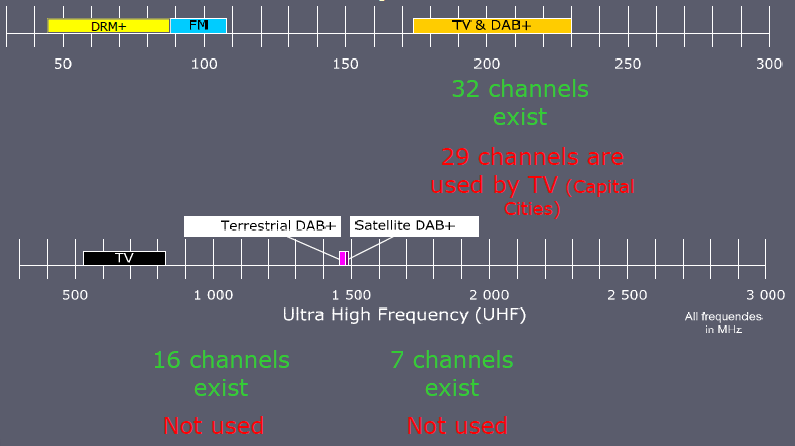 DRM+ FM TV & DAB+
50 100 150 200 250 300
32 channels
exist
29 channels are
used by TV (Capital
Cities)
Terrestrial DAB+ Satellite DAB+
TV
500 1 000 1 500 2 000 2 500 3 000
Ultra High Frequency (UHF)
All frequencies
in MHz
16 channels 7 channels
exist exist
Not used Not used